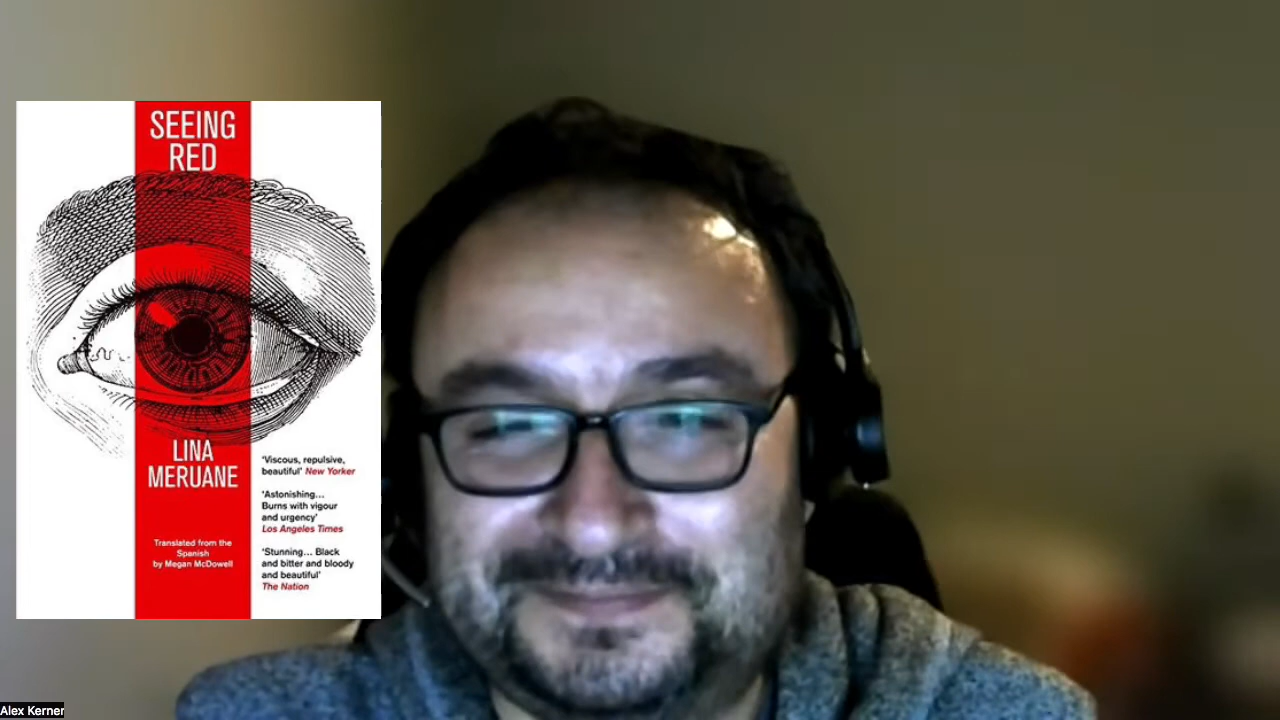 SEEING
RED
LINA
MERUANE
Translated from the
Spanish
by Megan McDowell
‘Viscous, repulsive,
beautiful’ New Yorker
‘Astonishing...
Burns with vigour
and urgency’
Los Angeles Times
‘Stunning... Black
and bitter and bloody
and beautiful’
The Nation
Alex Kerner